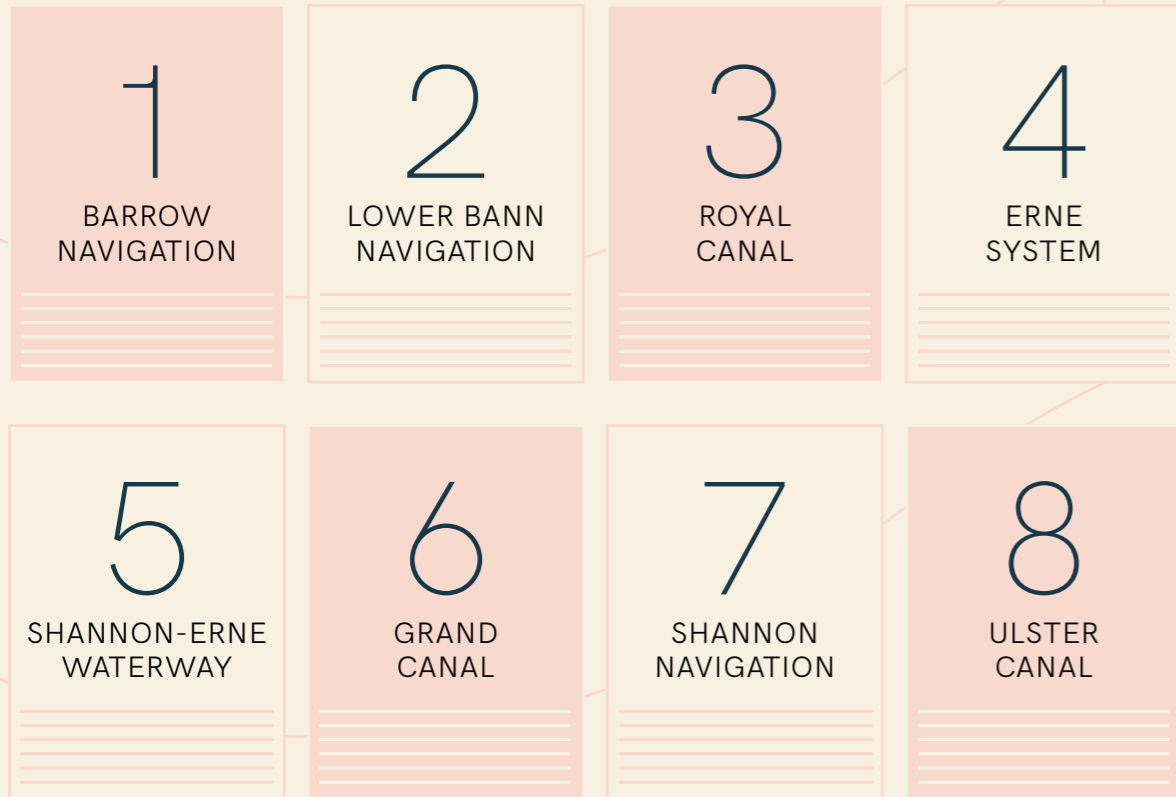 1
BARROW
NAVIGATION
2
LOWER BANN
NAVIGATION
3
ROYAL
CANAL
4
ERNE
SYSTEM
5
SHANNON-ERNE
WATERWAY
6
GRAND
CANAL
7
SHANNON
NAVIGATION
8
ULSTER
CANAL